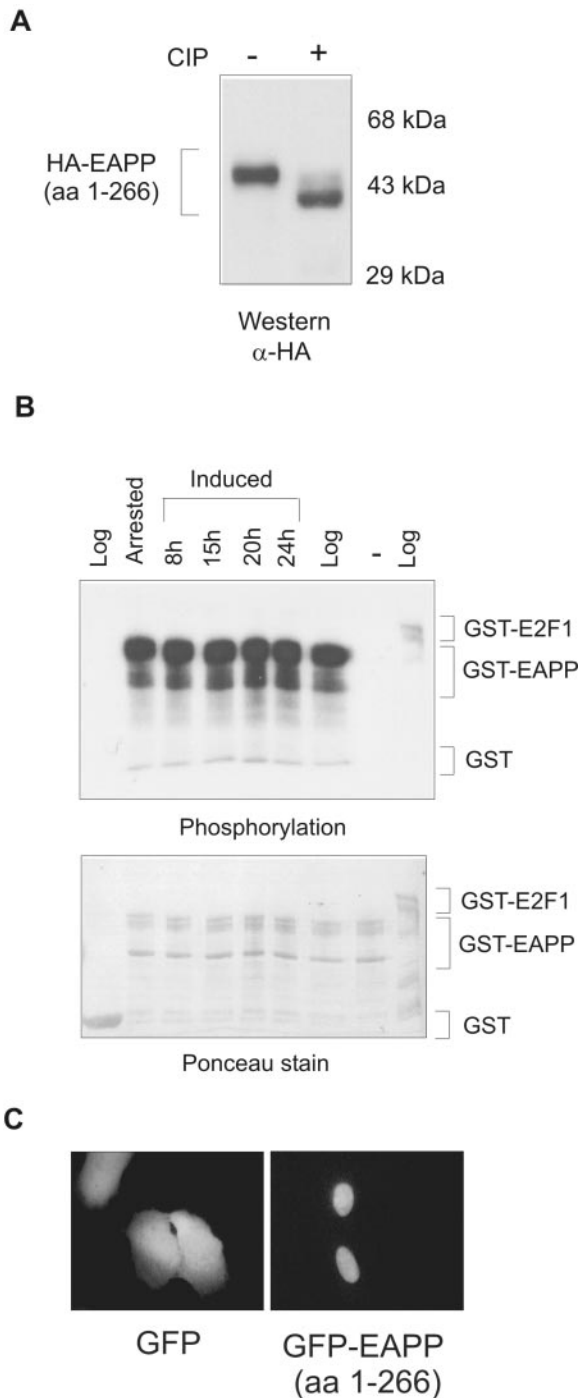 A
CIP - +
68 kDa
HA-EAPP
(aa 1-266)
43 kDa
29 kDa
Western
α-HA
B
Induced
Log Arrested 8h 15h 20h 24h Log - Log
GST-E2F1
GST-EAPP
GST
Phosphorylation
GST-E2F1
GST-EAPP
GST
Ponceau stain
C
GFP
GFP-EAPP
(aa 1-266)